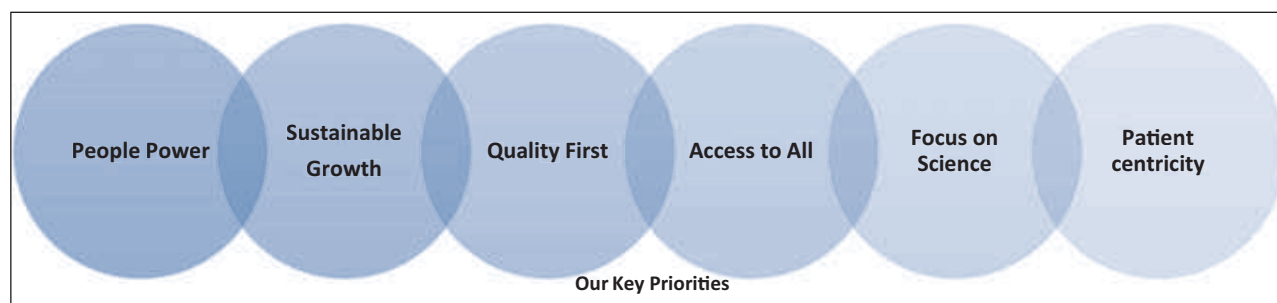 People Power
Sustainable
Growth
Quality First
Access to All
Focus on
Science
Patient
centricity
Our Key Priorities